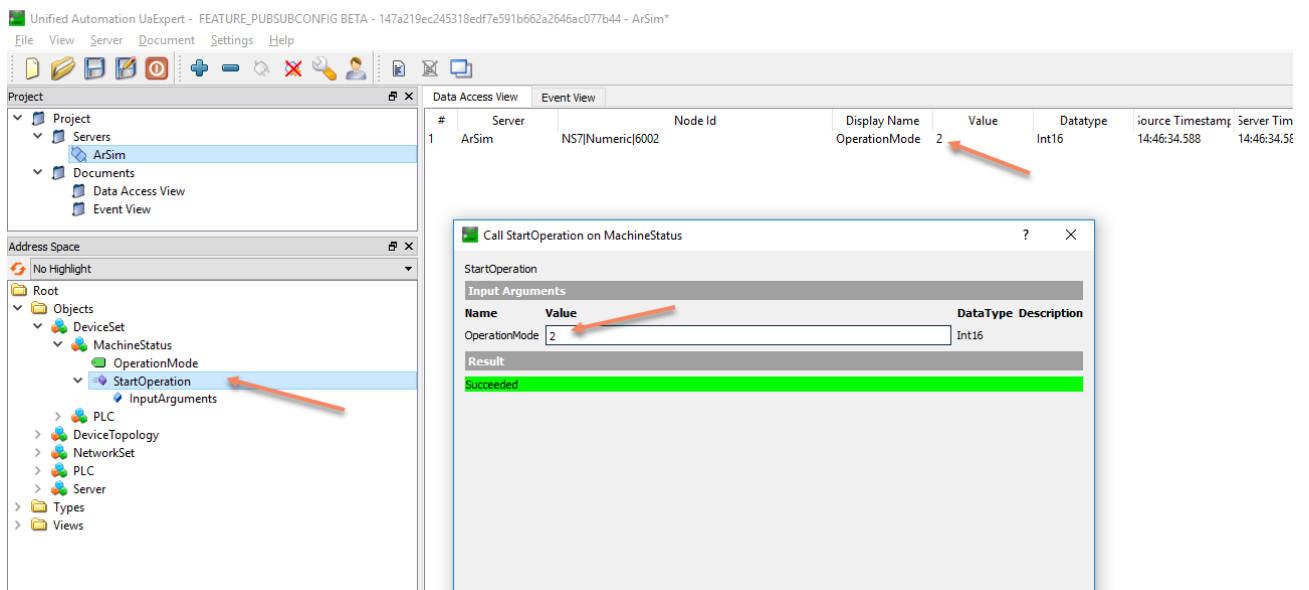 Unified Automation UaExpert - FEATURE_PUBSUBCONFIG BETA - 147a219ec245318edf7e591b662a2646ac077b44 - ArSim*
File View Server Document Settings Help
Project
Project
Servers
ArSim
Documents
Data Access View
Event View
Address Space
No Highlight
Root
Objects
DeviceSet
MachineStatus
OperationMode
StartOperation
InputArguments
PLC
DeviceTopology
NetworkSet
PLC
Server
Types
Views
Data Access View Event View
# Server Node Id Display Name Value Datatype Source Timestamp Server Tim
1 ArSim NS7|Numeric|6002 OperationMode 2 Int16 14:46:34.588 14:46:34.58
Call StartOperation on MachineStatus ?
StartOperation
Input Arguments
Name Value DataType Description
OperationMode 2 Int16
Result
Succeeded